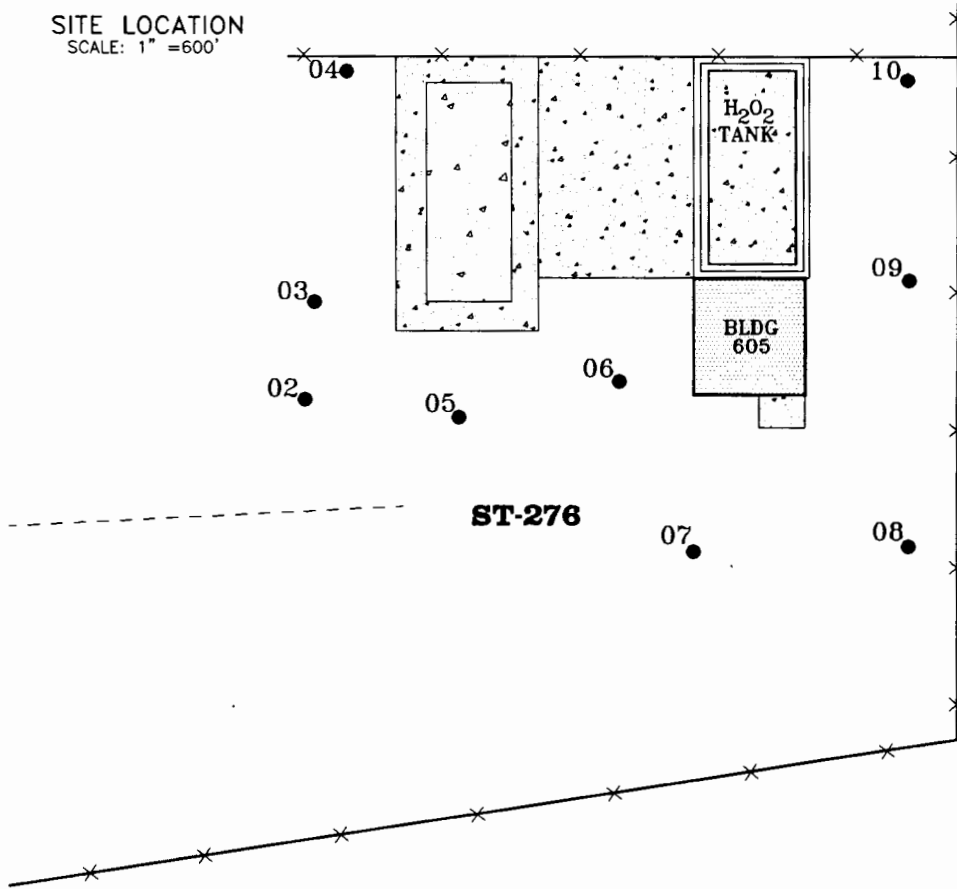 SITE LOCATION
SCALE: 1" =600'
04
10
H₂O₂
TANK
09
03
BLDG
605
06
02
05
ST-276
07
08